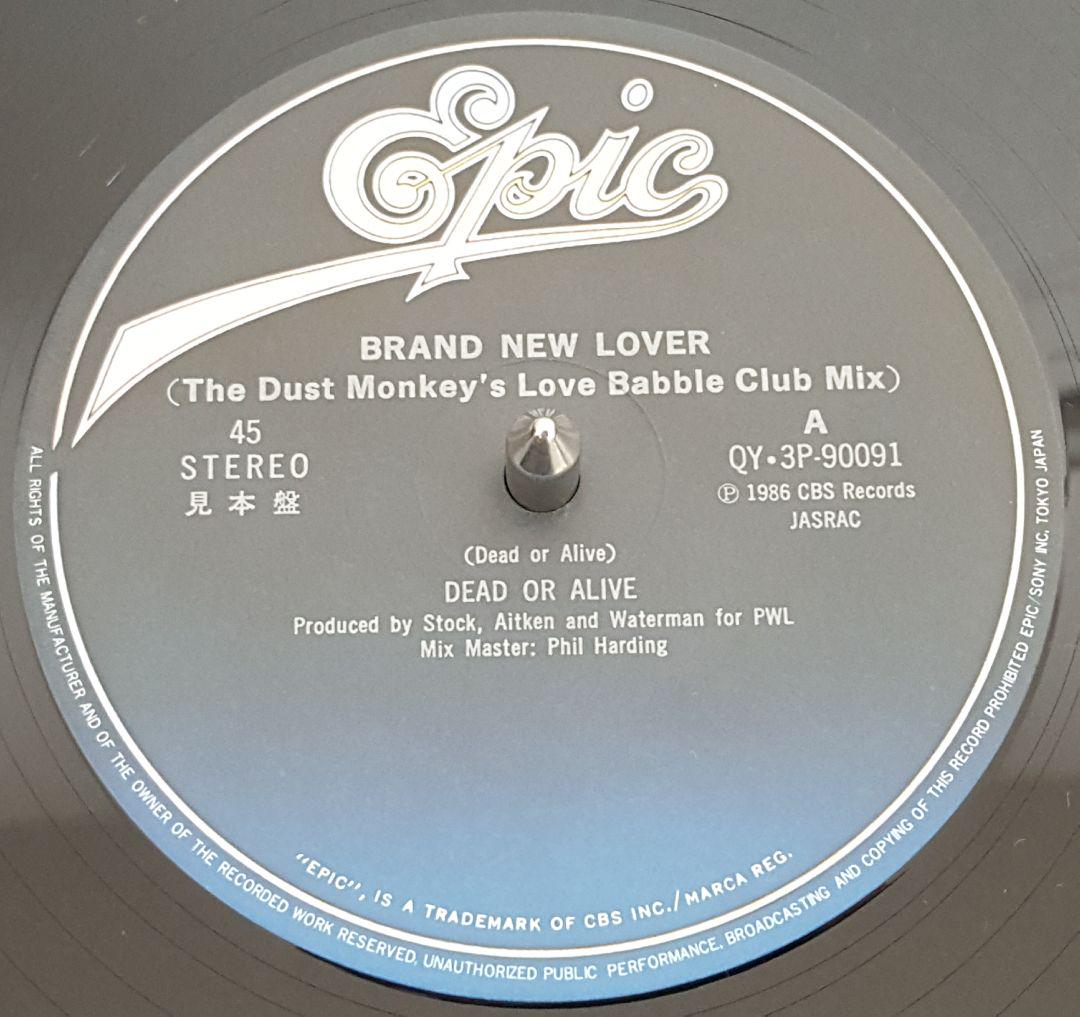 Epic
BRAND NEW LOVER
(The Dust Monkey's Love Babble Club Mix)
45
STEREO
見本盤
A
QY•3P-90091
Ⓟ 1986 CBS Records
JASRAC
(Dead or Alive)
DEAD OR ALIVE
Produced by Stock, Aitken and Waterman for PWL
Mix Master: Phil Harding
"EPIC", IS A TRADEMARK OF CBS INC./MARCA REG.
ALL RIGHTS OF THE MANUFACTURER AND OF THE OWNER OF THE RECORDED WORK RESERVED, UNAUTHORIZED PUBLIC PERFORMANCE, BROADCASTING AND COPYING OF THIS RECORD PROHIBITED EPIC/SONY INC. TOKYO JAPAN